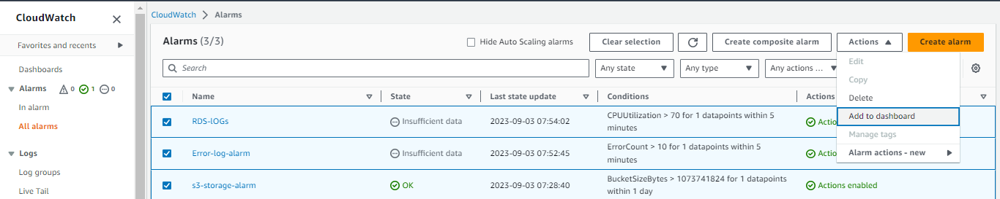 CloudWatch
Favorites and recents
Dashboards
Alarms 0 1 0
In alarm
All alarms
Logs
Log groups
Live Tail
CloudWatch > Alarms
Alarms (3/3)
Hide Auto Scaling alarms
Clear selection
Create composite alarm
Actions
Create alarm
Search
Any state
Any type
Any actions ...
Edit
Copy
Delete
Add to dashboard
Manage tags
Alarm actions - new
Name State Last state update Conditions Actions
RDS-lOGs Insufficient data 2023-09-03 07:54:02 CPUUtilization > 70 for 1 datapoints within 5
minutes
Error-log-alarm Insufficient data 2023-09-03 07:52:45 ErrorCount > 10 for 1 datapoints within 5
minutes
s3-storage-alarm OK 2023-09-03 07:28:40 BucketSizeBytes > 1073741824 for 1 datapoints
within 1 day
Actions enabled